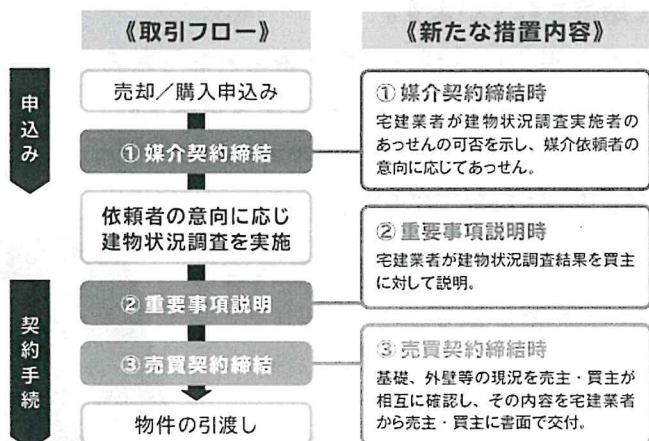 《取引フロー》
《新たな措置内容》
申込み
売却／購入申込み
①媒介契約締結
依頼者の意向に応じ
建物状況調査を実施
契約手続
②重要事項説明
③売買契約締結
物件の引渡し
①媒介契約締結時
宅建業者が建物状況調査実施者の
あっせんの可否を示し、媒介依頼者の
意向に応じてあっせん。
②重要事項説明時
宅建業者が建物状況調査結果を買主
に対して説明。
③売買契約締結時
基礎、外壁等の現況を売主・買主が
相互に確認し、その内容を宅建業者
から売主・買主に書面で交付。